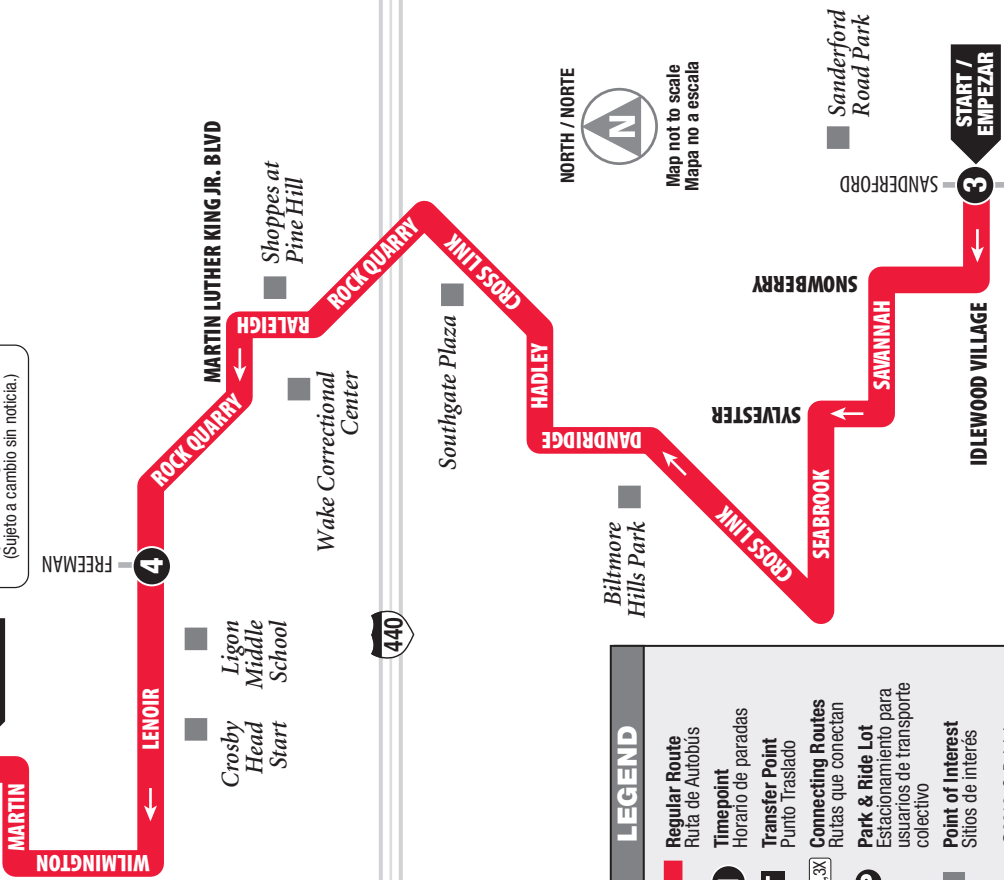 (Sujeto a cambio sin noticia.)
MARTIN
WILMINGTON
LENOIR
FREEMAN
4
ROCK QUARRY
MARTIN LUTHER KING JR. BLVD
RALEIGH
Shoppes at
Pine Hill
ROCK QUARRY
Crosby
Head
Start
Ligon
Middle
School
Wake Correctional
Center
440
CROSS LINK
Southgate Plaza
HADLEY
DANDRIDGE
Biltmore
Hills Park
CROSS LINK
SEABROOK
SYLVESTER
SAVANNAH
SNOWBERRY
IDLEWOOD VILLAGE
SANDERFORD
3
START /
EMPEZAR
Sanderford
Road Park
NORTH / NORTE
N
Map not to scale
Mapa no a escala
LEGEND
Regular Route
Ruta de Autobús
Timepoint
Horario de paradas
Transfer Point
Punto Traslado
,3X
Connecting Routes
Rutas que conectan
Park & Ride Lot
Estacionamiento para
usuarios de transporte
colectivo
Point of Interest
Sitios de interés